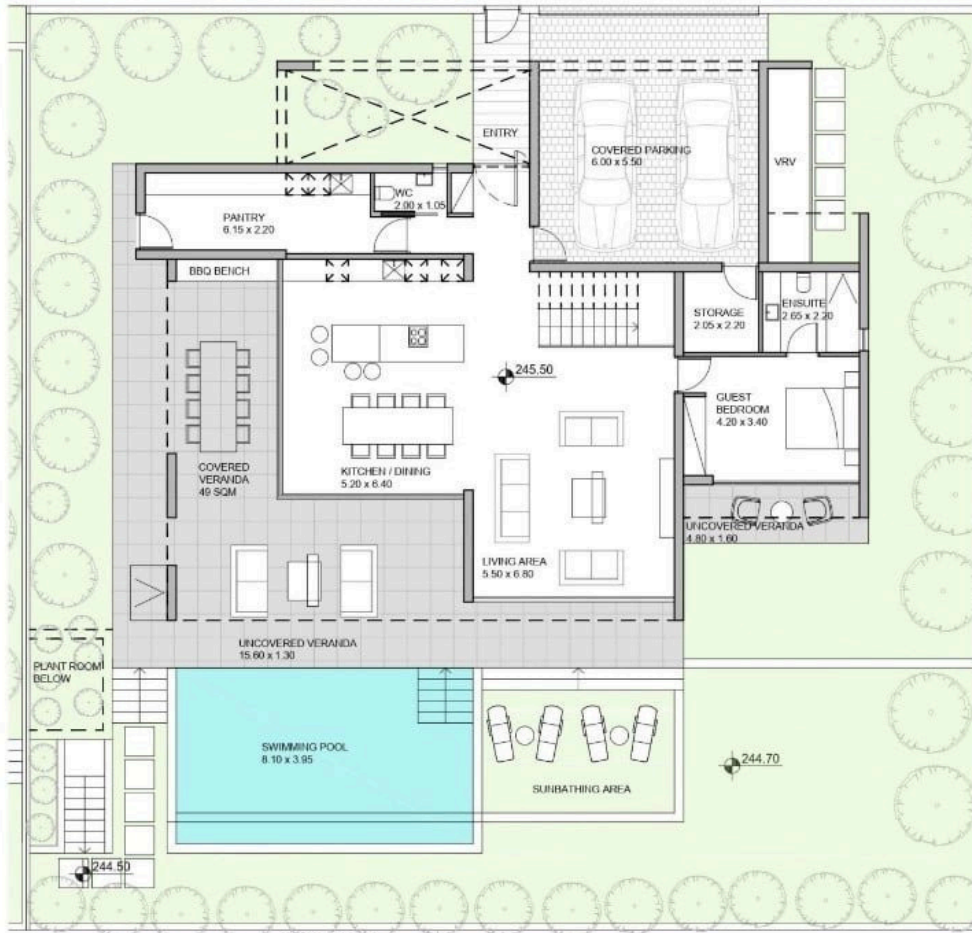 ENTRY
COVERED PARKING
6.00 x 5.50
VRV
WC
2.00 x 1.05
PANTRY
6.15 x 2.20
BBQ BENCH
STORAGE
2.05 x 2.20
ENSUITE
2.65 x 2.20
245.50
GUEST
BEDROOM
4.20 x 3.40
COVERED
VERANDA
49 SQM
KITCHEN / DINING
5.20 x 6.40
UNCOVERED VERANDA
4.80 x 1.60
LIVING AREA
5.50 x 6.80
UNCOVERED VERANDA
15.60 x 1.30
PLANT ROOM
BELOW
SWIMMING POOL
8.10 x 3.95
244.70
SUNBATHING AREA
244.50